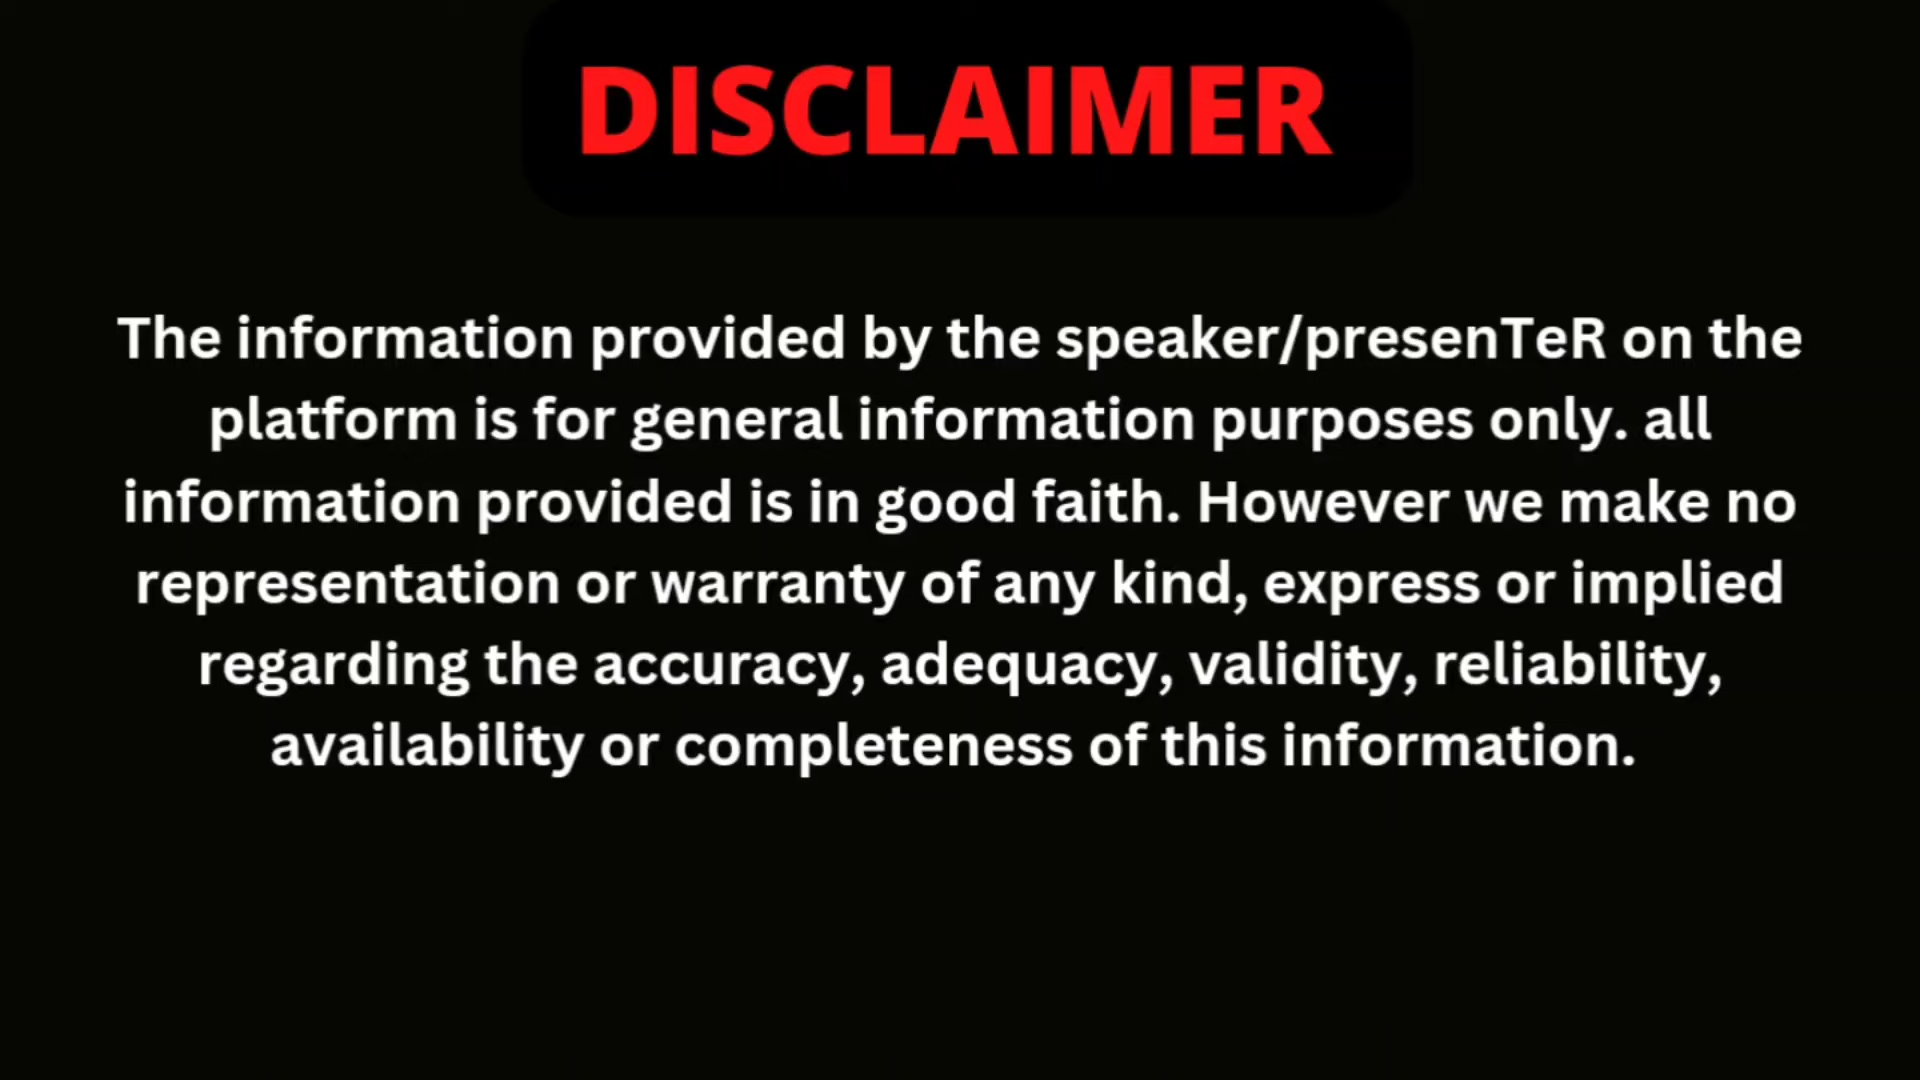 DISCLAIMER
The information provided by the speaker/presenTeR on the
platform is for general information purposes only. all
information provided is in good faith. However we make no
representation or warranty of any kind, express or implied
regarding the accuracy, adequacy, validity, reliability,
availability or completeness of this information.